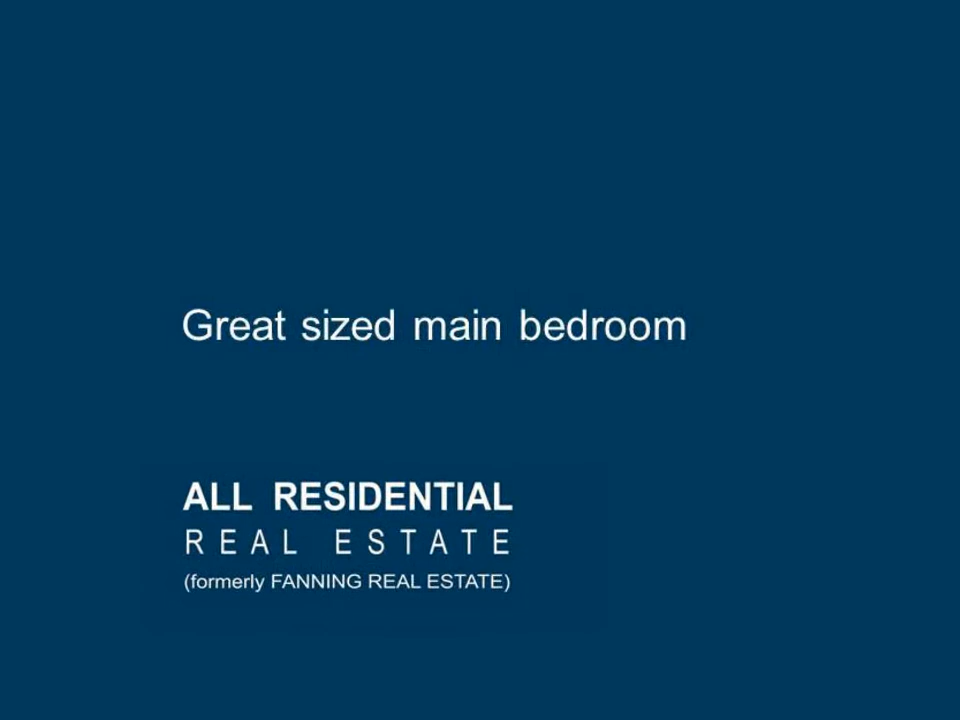 Great sized main bedroom
ALL RESIDENTIAL
REAL ESTATE
(formerly FANNING REAL ESTATE)